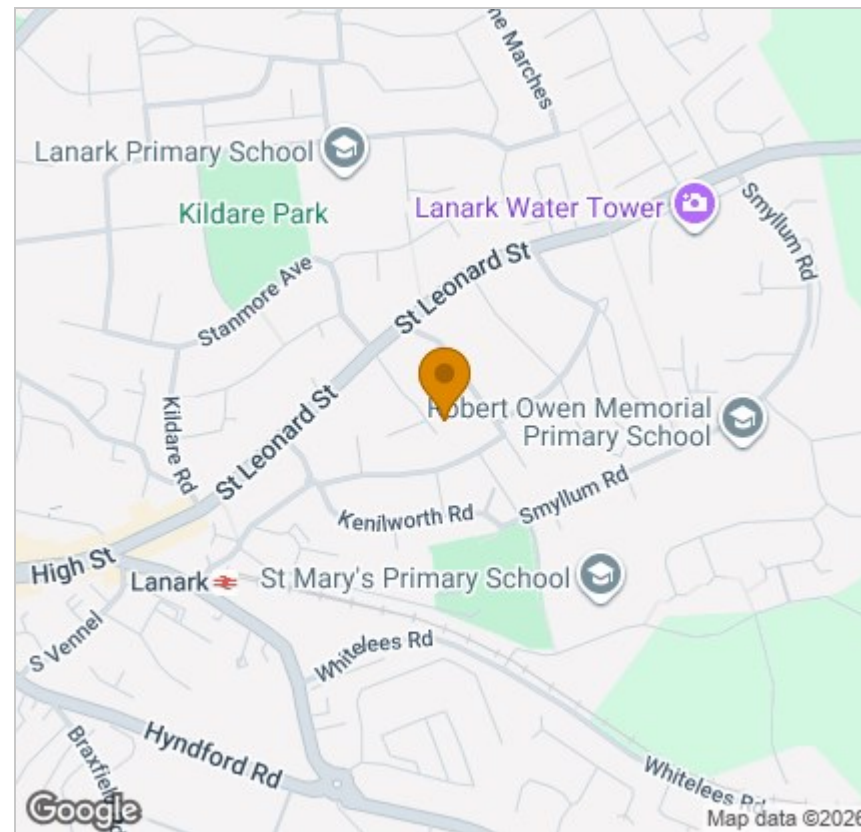 ne Marches
Lanark Primary School
Kildare Park
Lanark Water Tower
Smyllum Rd
St Leonard St
Stanmore Ave
Kildare Rd
St Leonard St
Robert Owen Memorial
Primary School
Smyllum Rd
Kenilworth Rd
High St
Lanark
St Mary's Primary School
S Vennel
Whitelees Rd
Hyndford Rd
Whitelees Rd
Google
Map data ©2026